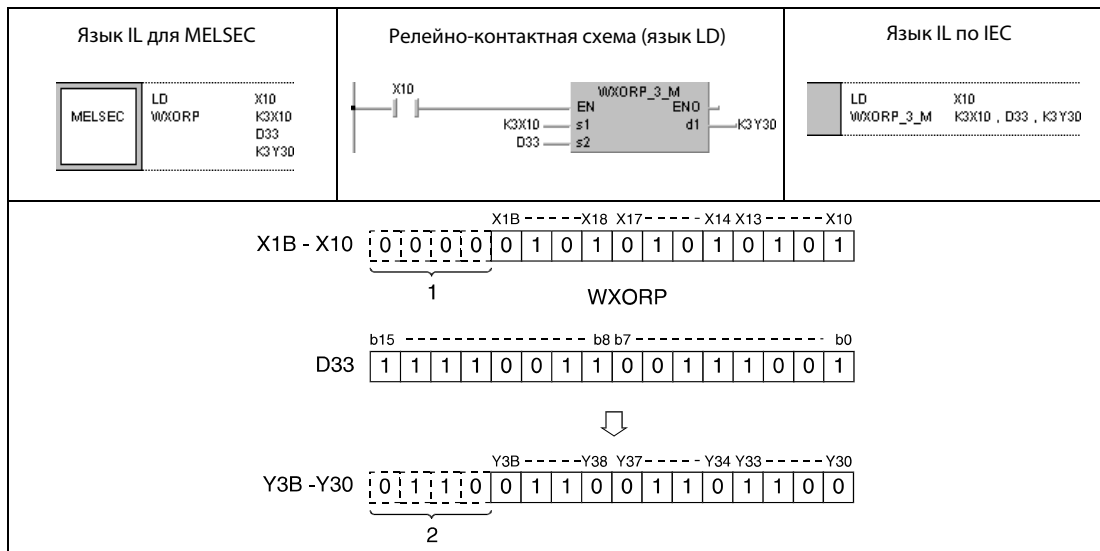 Язык IL для MELSEC
Релейно-контактная схема (язык LD)
Язык IL по IEC
MELSEC
LD X10
WXORP K3X10
D33
K3Y30
X10
WXORP_3_M
EN ENO
K3X10 s1 d1 K3Y30
D33 s2
LD X10
WXORP_3_M K3X10 , D33 , K3Y30
X1B - - - - - X18 X17 - - - - - X14 X13 - - - - - X10
X1B - X10 0 0 0 0 0 1 0 1 0 1 0 1 0 1 0 1
1
WXORP
b15 - - - - - - - - - - - - b8 b7 - - - - - - - - - - - - b0
D33 1 1 1 1 0 0 1 1 0 0 1 1 1 0 0 1
Y3B - - - - - Y38 Y37 - - - - - Y34 Y33 - - - - - Y30
Y3B -Y30 0 1 1 0 0 1 1 0 0 1 1 0 1 1 0 0
2